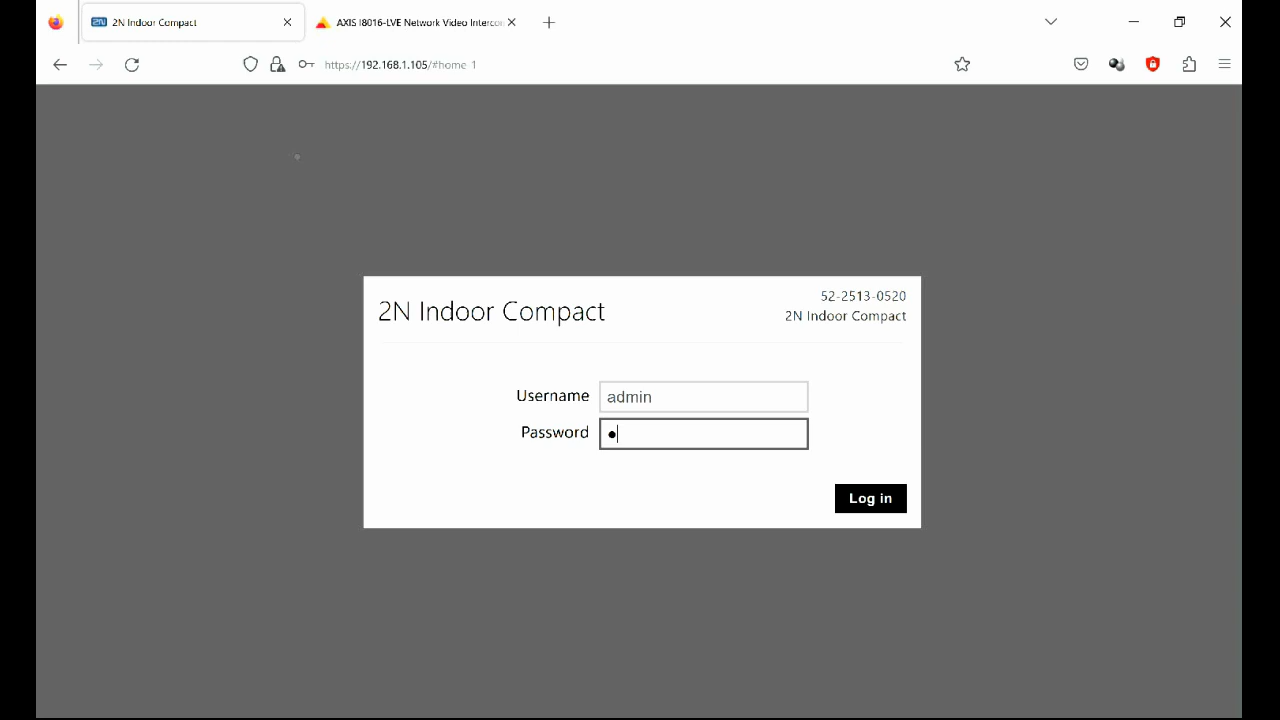 2N Indoor Compact
AXIS I8016-LVE Network Video Interco
https://192.168.1.105/#home-1
2N Indoor Compact
52-2513-0520
2N Indoor Compact
Username
admin
Password
Log in